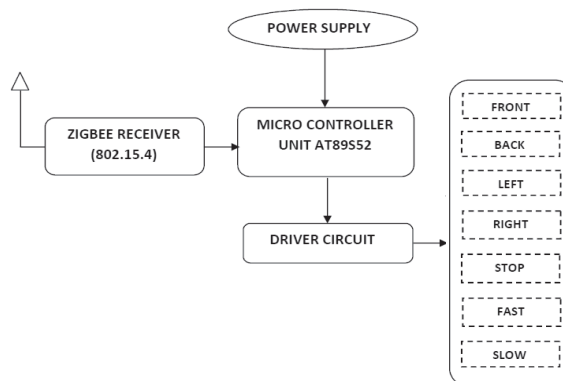 POWER SUPPLY
ZIGBEE RECEIVER
(802.15.4)
MICRO CONTROLLER
UNIT AT89S52
DRIVER CIRCUIT
FRONT
BACK
LEFT
RIGHT
STOP
FAST
SLOW